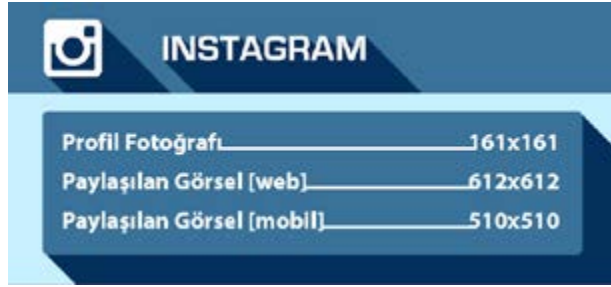 INSTAGRAM
Profil Fotoğrafı 161x161
Paylaşılan Görsel [web] 612x612
Paylaşılan Görsel [mobil] 510x510